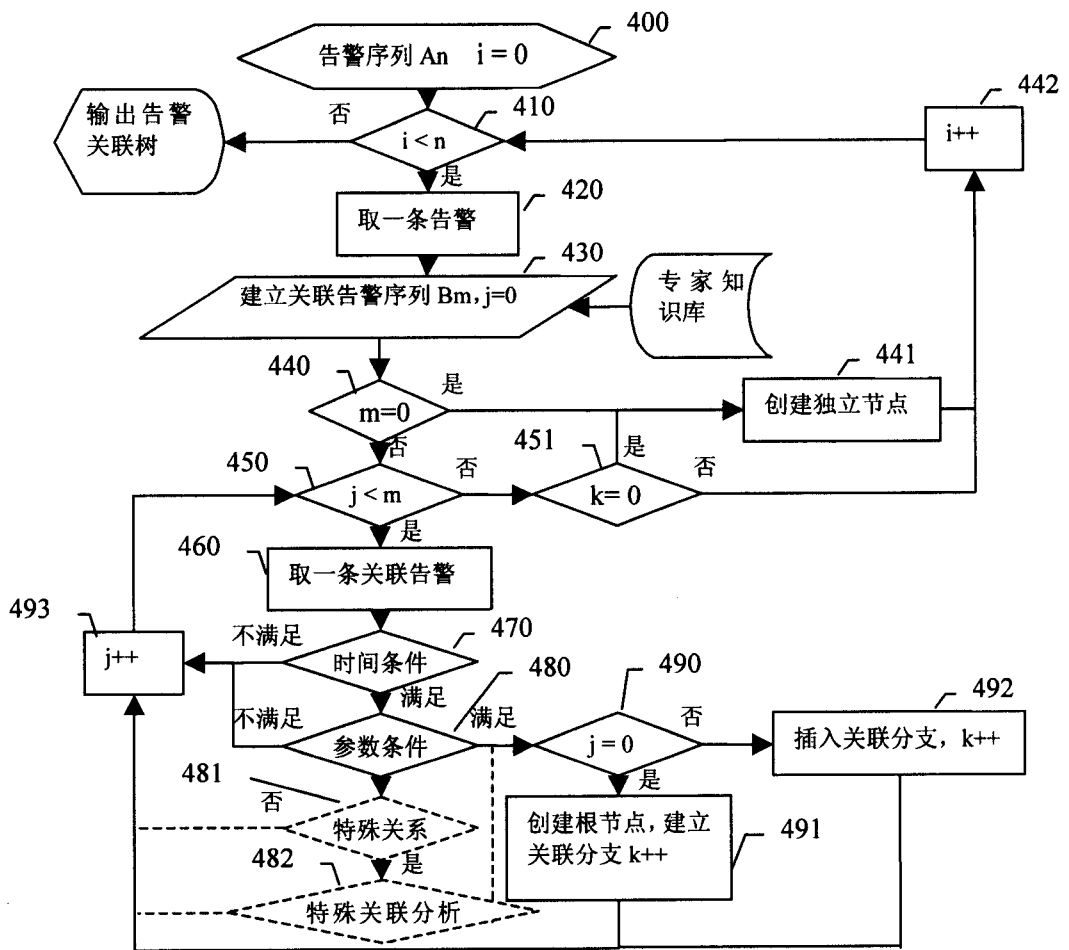 400
告警序列 An i = 0
442
输出告警
关联树
否
410
i < n
i++
是
420
取一条告警
430
建立关联告警序列 Bm, j=0
专家知
识库
440
是
441
m=0
创建独立节点
否
451
是
450
否
否
j < m
k= 0
是
460
取一条关联告警
493
不满足
470
j++
时间条件
480
490
492
满足
不满足
满足
否
参数条件
j = 0
插入关联分支, k++
481
是
否
特殊关系
创建根节点, 建立
关联分支 k++
491
482
是
特殊关联分析